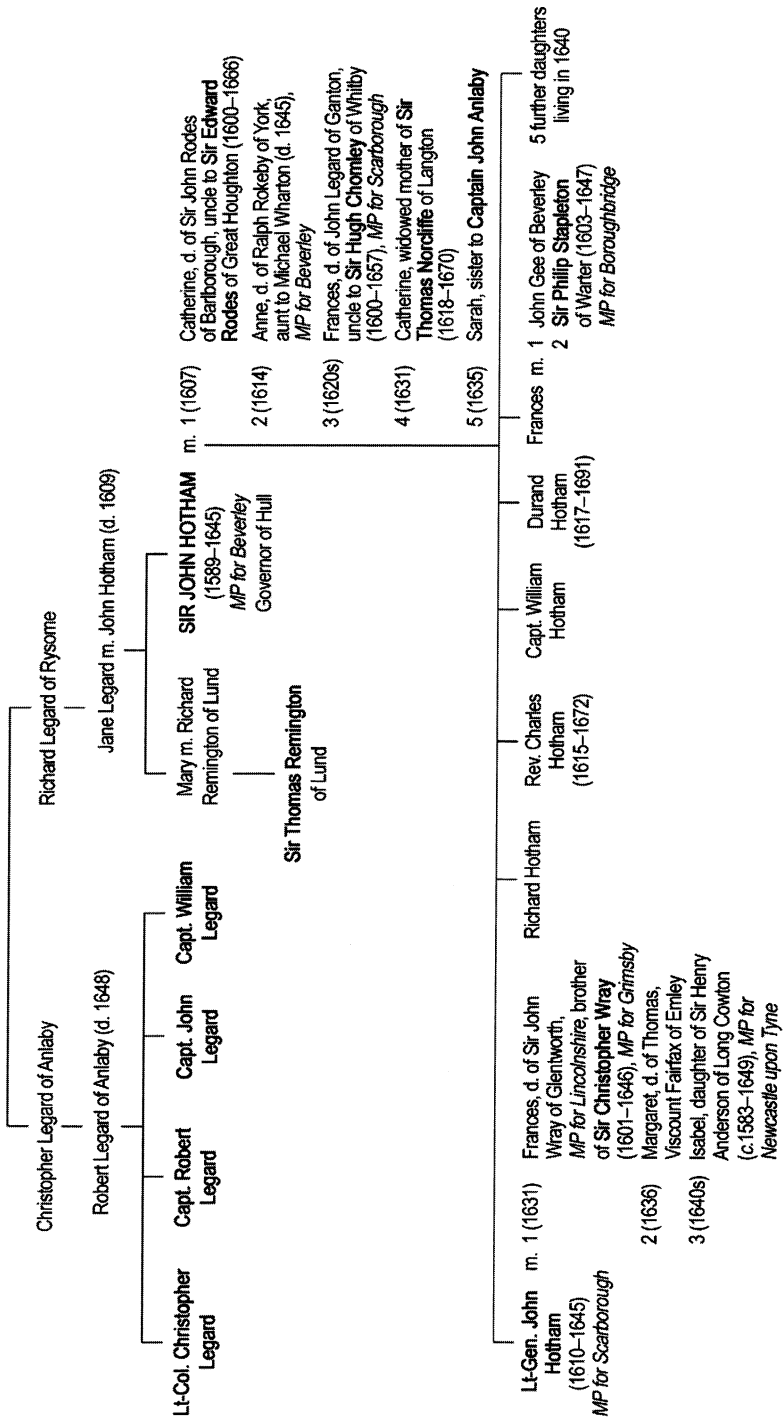 Christopher Legard of Anlaby
Richard Legard of Rysome
Robert Legard of Anlaby (d. 1648)
Jane Legard m. John Hotham (d. 1609)
Lt-Col. Christopher
Legard
Capt. Robert
Legard
Capt. John
Legard
Capt. William
Legard
Mary m. Richard
Remington of Lund
Sir Thomas Remington
of Lund
SIR JOHN HOTHAM
(1589–1645)
MP for Beverley
Governor of Hull
m. 1 (1607)
Catherine, d. of Sir John Rodes
of Barlborough, uncle to Sir Edward
Rodes of Great Houghton (1600–1666)
2 (1614)
Anne, d. of Ralph Rokeby of York,
aunt to Michael Wharton (d. 1645),
MP for Beverley
3 (1620s)
Frances, d. of John Legard of Ganton,
uncle to Sir Hugh Chomley of Whitby
(1600–1657), MP for Scarborough
4 (1631)
Catherine, widowed mother of Sir
Thomas Norcliffe of Langton
(1618–1670)
5 (1635)
Sarah, sister to Captain John Anlaby
Lt-Gen. John
Hotham
(1610–1645)
MP for Scarborough
m. 1 (1631)
Frances, d. of Sir John
Wray of Glentworth,
MP for Lincolnshire, brother
of Sir Christopher Wray
(1601–1646), MP for Grimsby
2 (1636)
Margaret, d. of Thomas,
Viscount Fairfax of Emley
3 (1640s)
Isabel, daughter of Sir Henry
Anderson of Long Cowton
(c.1583–1649), MP for
Newcastle upon Tyne
Richard Hotham
Rev. Charles
Hotham
(1615–1672)
Capt. William
Hotham
Durand
Hotham
(1617–1691)
Frances m. 1 John Gee of Beverley
2 Sir Philip Stapleton
of Warter (1603–1647)
MP for Boroughbridge
5 further daughters
living in 1640